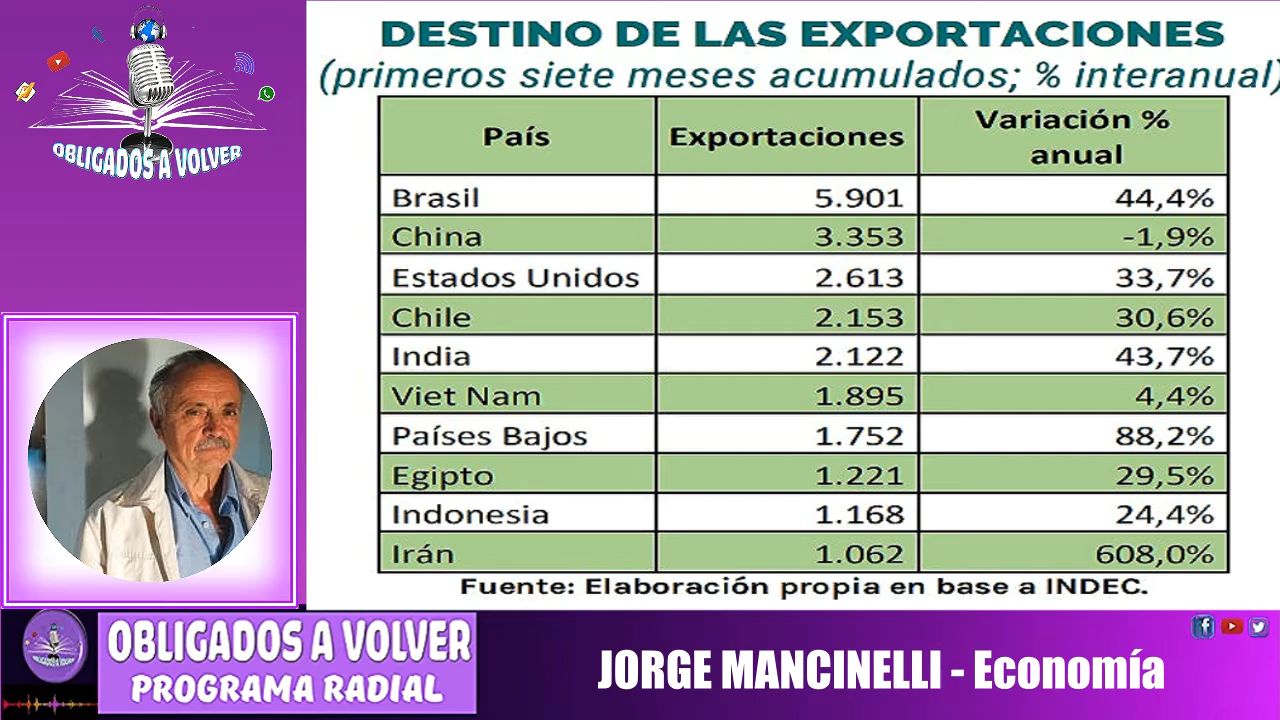 OBLIGADOS A VOLVER
DESTINO DE LAS EXPORTACIONES
(primeros siete meses acumulados; % interanual)
País Exportaciones Variación % anual
Brasil 5.901 44,4%
China 3.353 -1,9%
Estados Unidos 2.613 33,7%
Chile 2.153 30,6%
India 2.122 43,7%
Viet Nam 1.895 4,4%
Países Bajos 1.752 88,2%
Egipto 1.221 29,5%
Indonesia 1.168 24,4%
Irán 1.062 608,0%
Fuente: Elaboración propia en base a INDEC.
OBLIGADOS A VOLVER
OBLIGADOS A VOLVER
PROGRAMA RADIAL
JORGE MANCINELLI - Economía